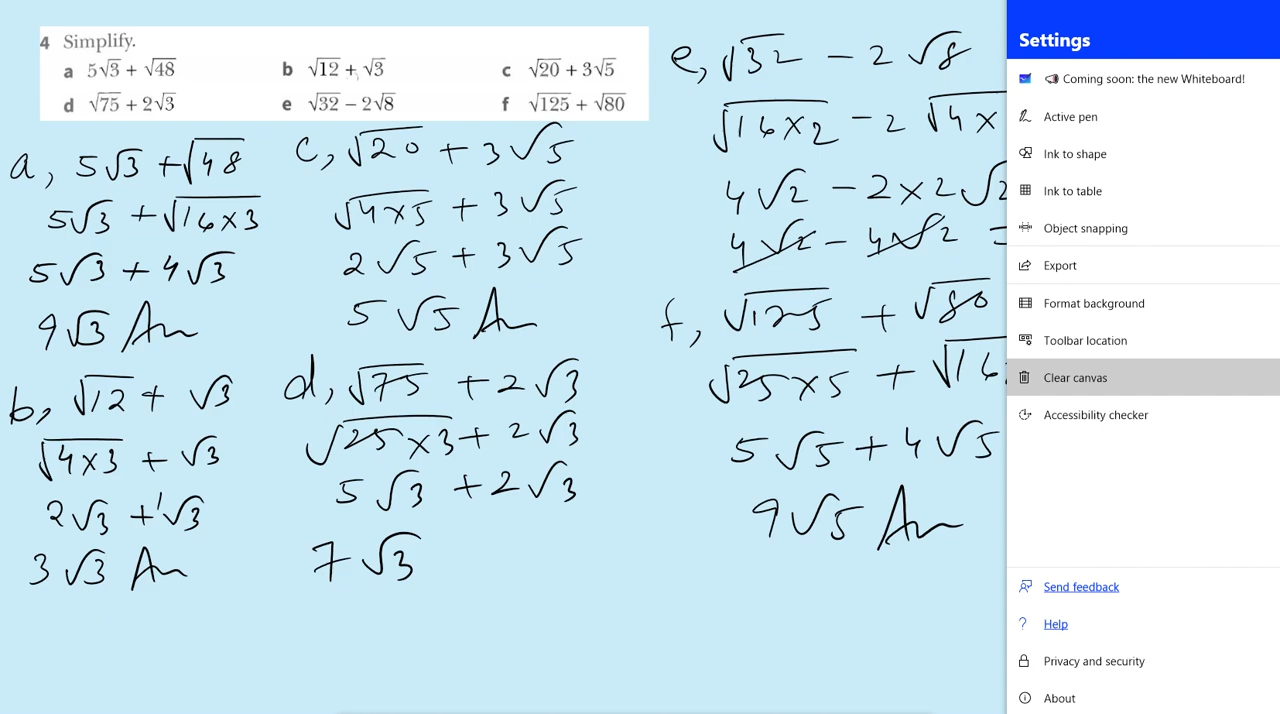 4 Simplify.
a 5√3 + √48 b √12 + √3 c √20 + 3√5
d √75 + 2√3 e √32 − 2√8 f √125 + √80
a, 5√3 + √48
5√3 + √16×3
5√3 + 4√3
9√3 An
b, √12 + √3
√4×3 + √3
2√3 + 1√3
3√3 An
c, √20 + 3√5
√4×5 + 3√5
2√5 + 3√5
5√5 An
d, √75 + 2√3
√25×3 + 2√3
5√3 + 2√3
7√3
e, √32 − 2√8
√16×2 − 2√4×
4√2 − 2×2√2
4√2 − 4√2 =
f, √125 + √80
√25×5 + √16
5√5 + 4√5
9√5 An
Settings
Coming soon: the new Whiteboard!
Active pen
Ink to shape
Ink to table
Object snapping
Export
Format background
Toolbar location
Clear canvas
Accessibility checker
Send feedback
Help
Privacy and security
About